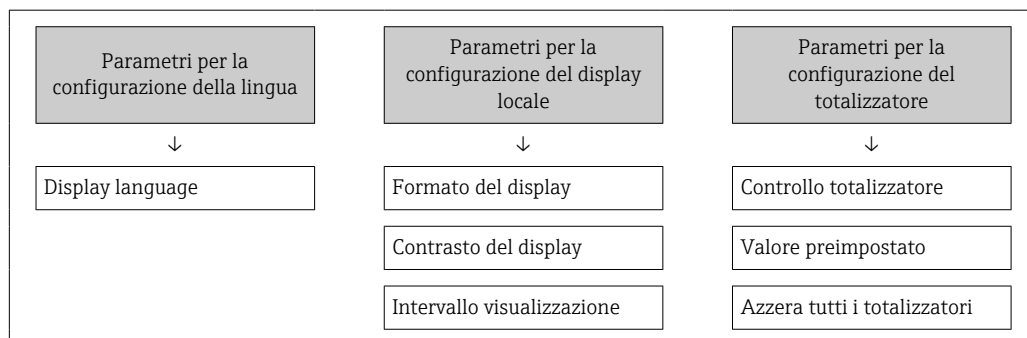 Parametri per la
configurazione della lingua
↓
Display language
Parametri per la
configurazione del display
locale
↓
Formato del display
Contrasto del display
Intervallo visualizzazione
Parametri per la
configurazione del
totalizzatore
↓
Controllo totalizzatore
Valore preimpostato
Azzera tutti i totalizzatori